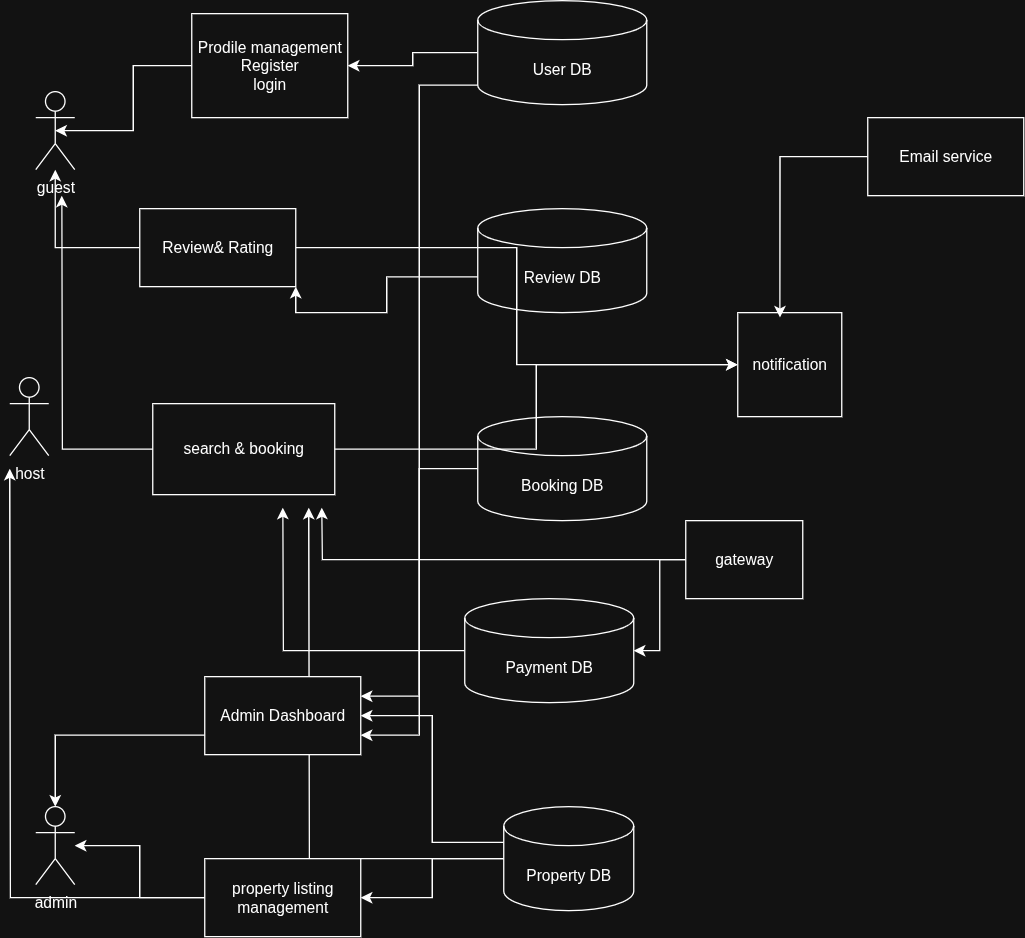 Prodile management
Register
login
User DB
Email service
guest
Review& Rating
Review DB
notification
search & booking
host
Booking DB
gateway
Payment DB
Admin Dashboard
Property DB
property listing
management
admin